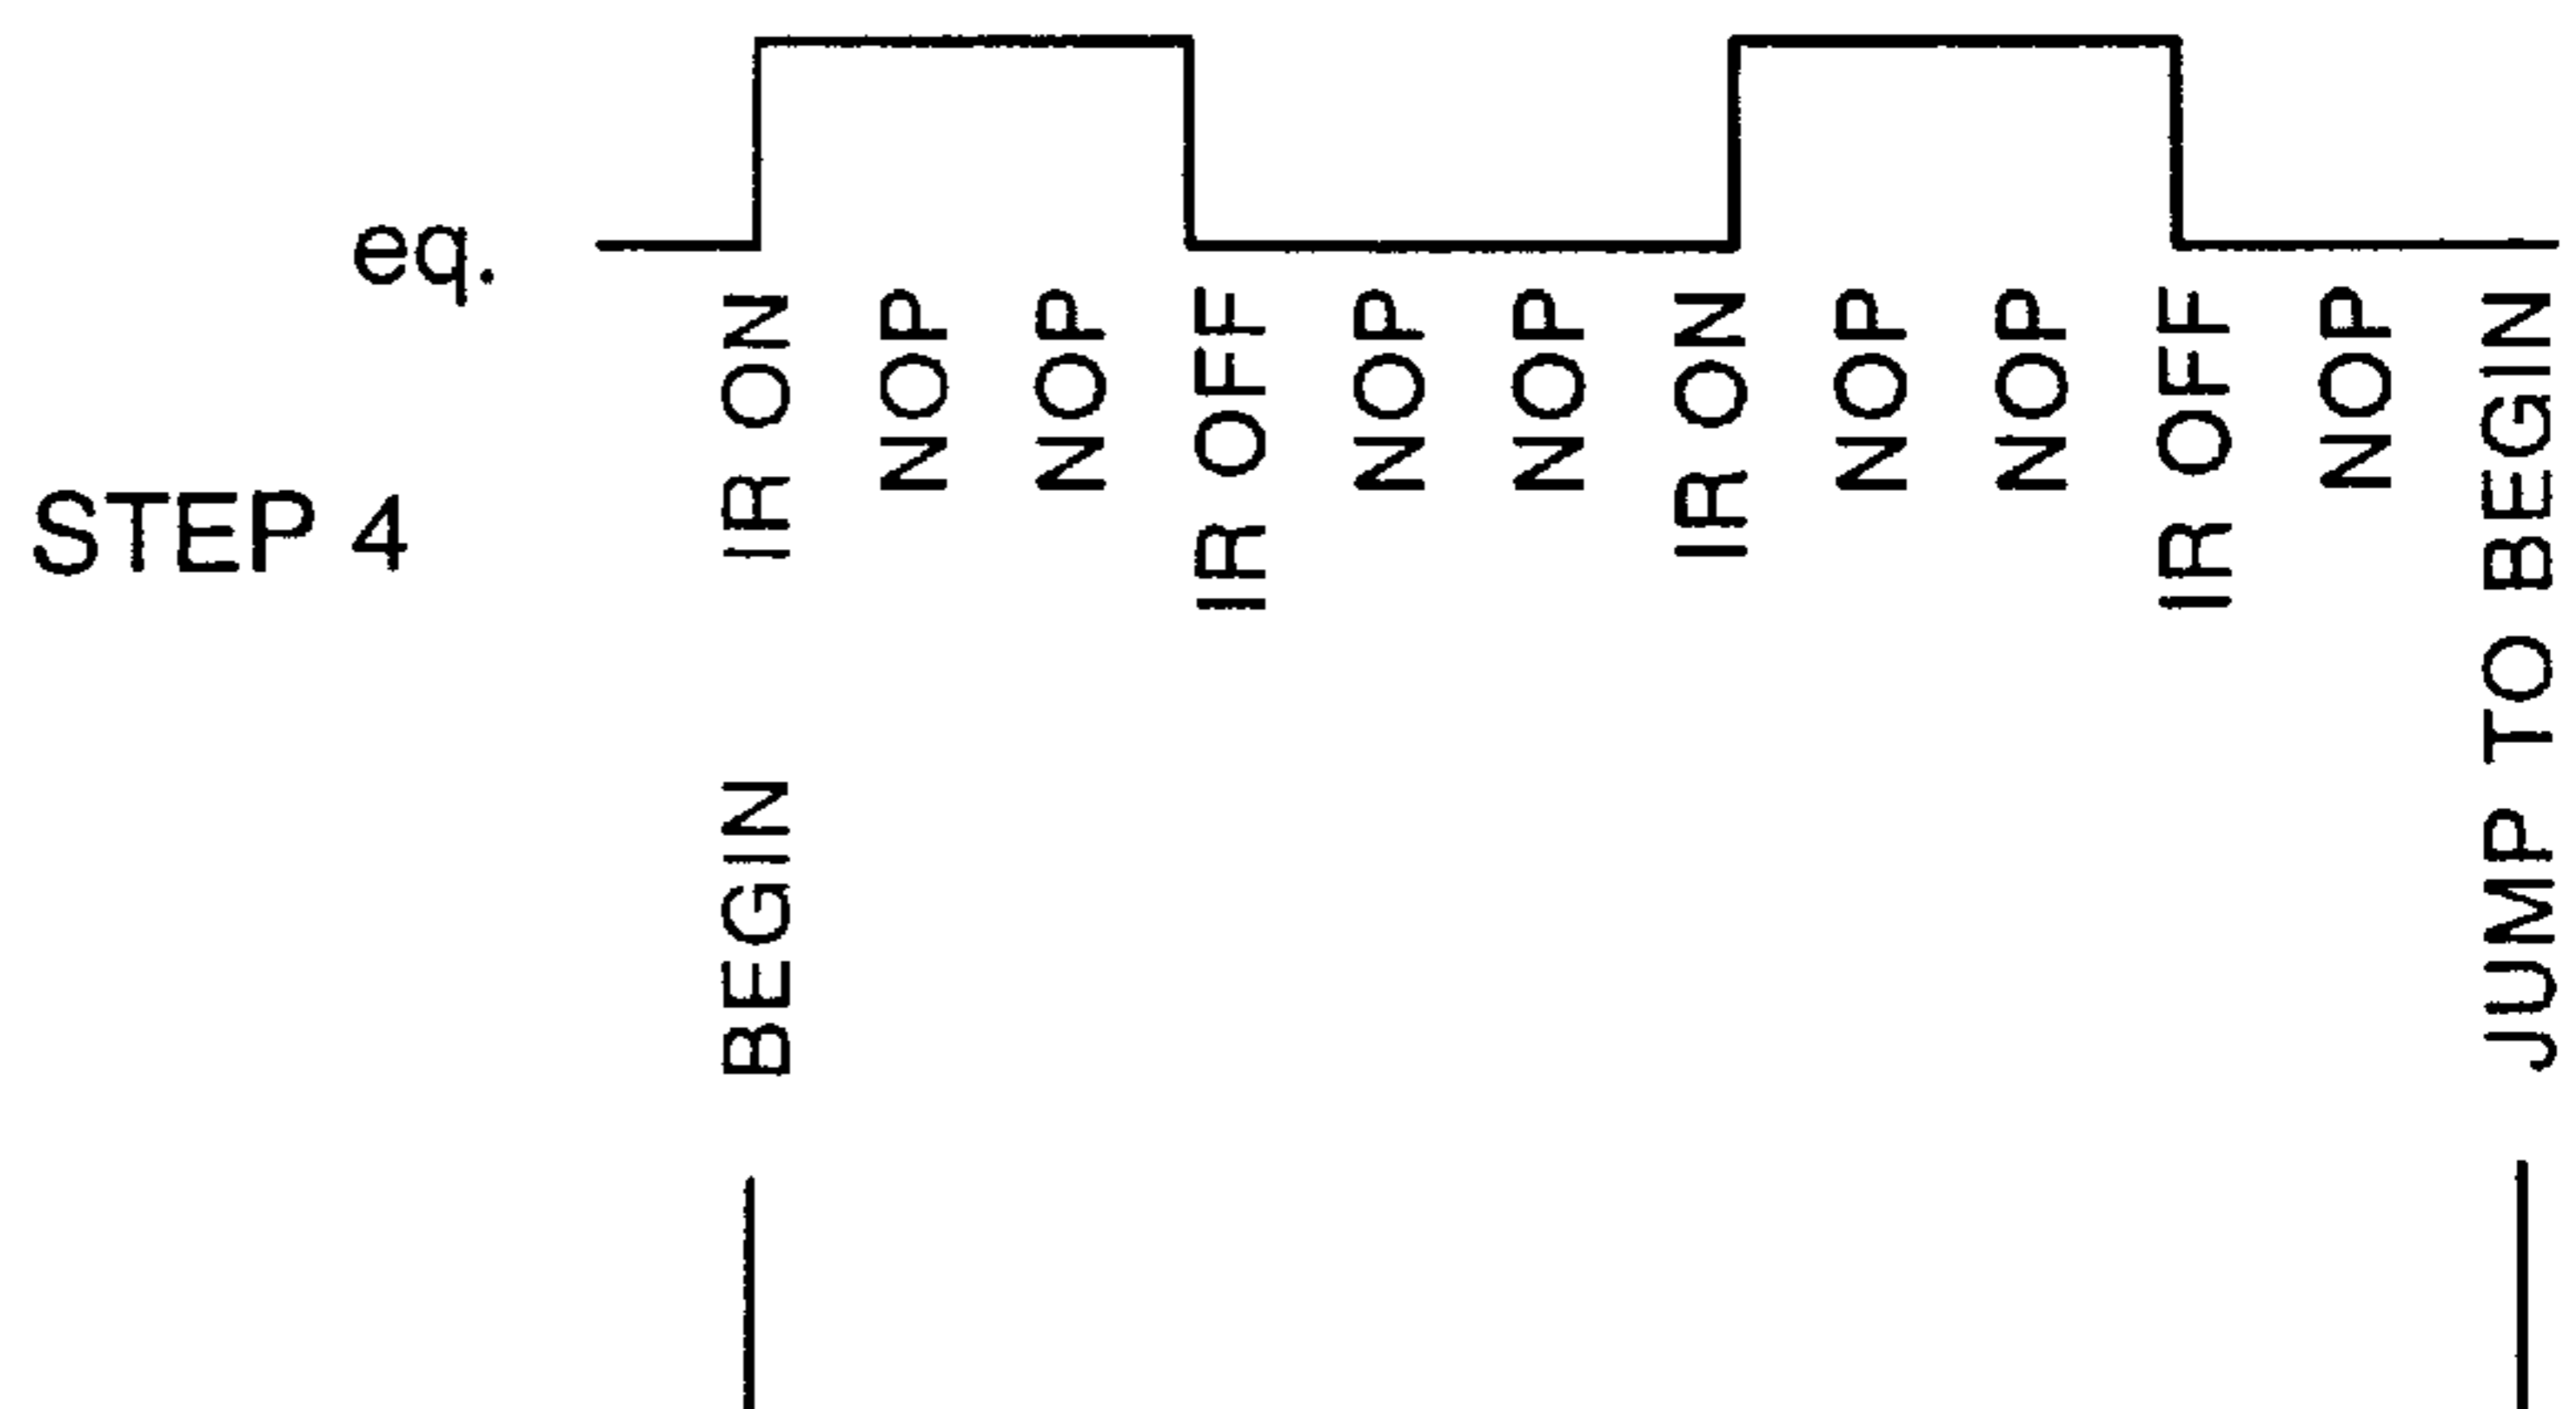 eq.
STEP 4
BEGIN IR ON
NOP
NOP
IR OFF
NOP
NOP
IR ON
NOP
NOP
IR OFF
NOP
JUMP TO BEGIN